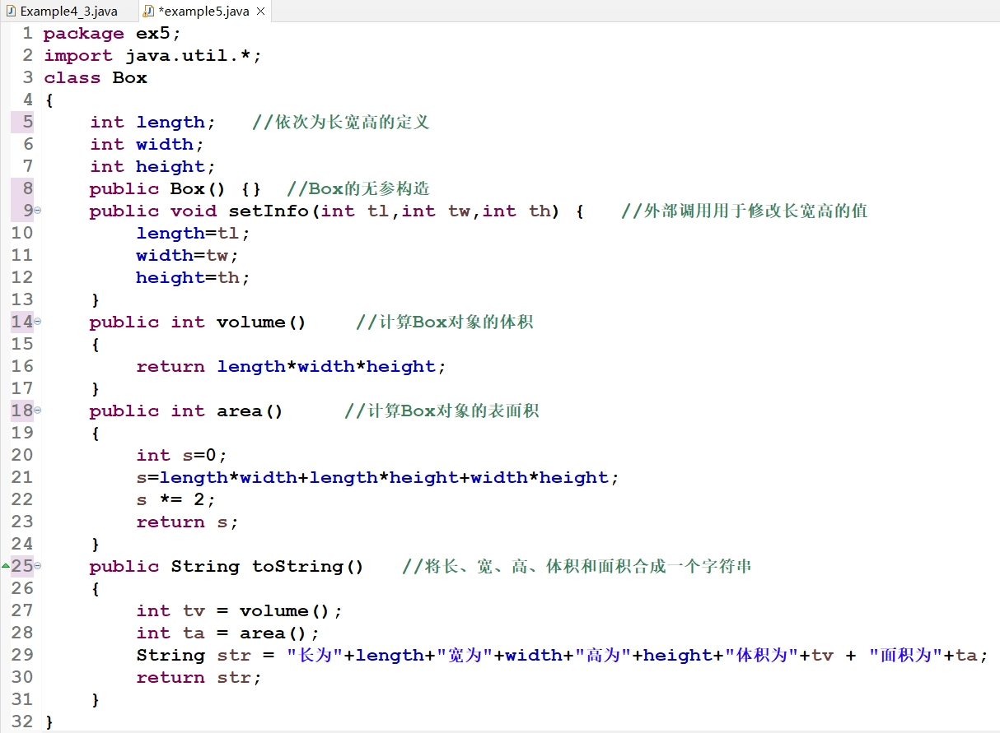 Example4_3.java *example5.java
1 package ex5;
2 import java.util.*;
3 class Box
4 {
5 int length; //依次为长宽高的定义
6 int width;
7 int height;
8 public Box() {} //Box的无参构造
9 public void setInfo(int tl,int tw,int th) { //外部调用用于修改长宽高的值
10 length=tl;
11 width=tw;
12 height=th;
13 }
14 public int volume() //计算Box对象的体积
15 {
16 return length*width*height;
17 }
18 public int area() //计算Box对象的表面积
19 {
20 int s=0;
21 s=length*width+length*height+width*height;
22 s *= 2;
23 return s;
24 }
25 public String toString() //将长、宽、高、体积和面积合成一个字符串
26 {
27 int tv = volume();
28 int ta = area();
29 String str = "长为"+length+"宽为"+width+"高为"+height+"体积为"+tv + "面积为"+ta;
30 return str;
31 }
32 }